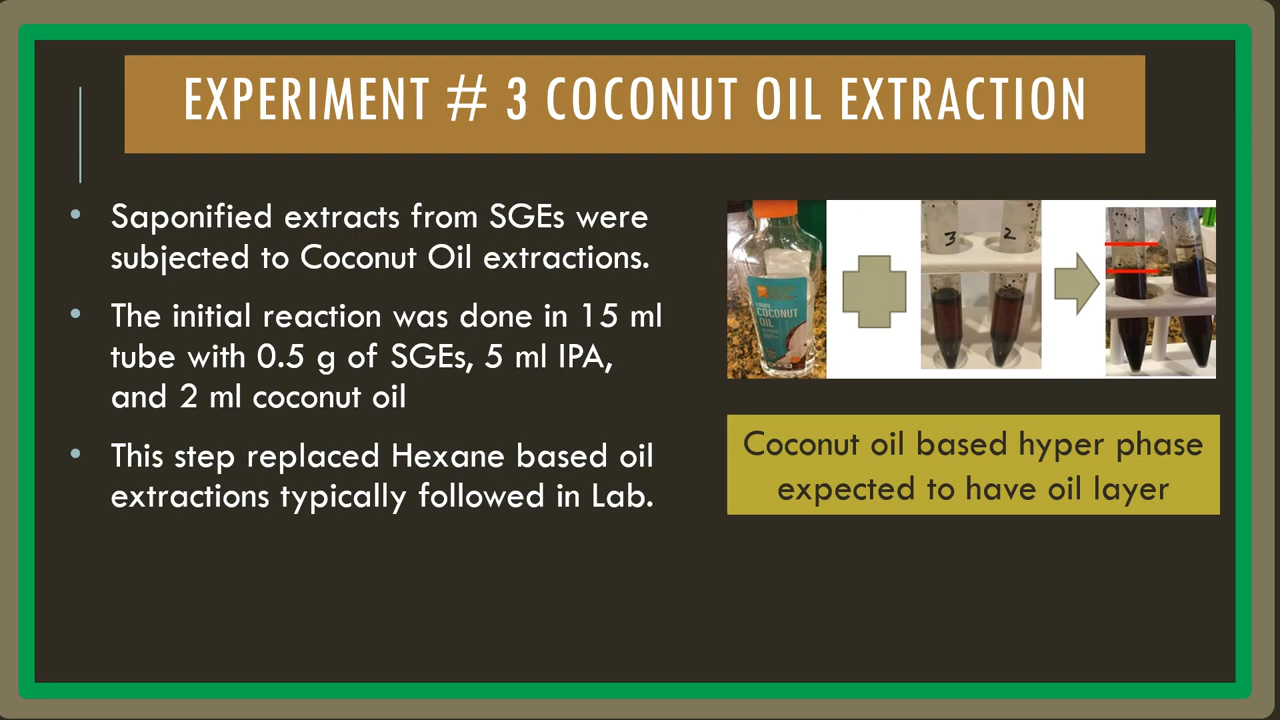 EXPERIMENT # 3 COCONUT OIL EXTRACTION
• Saponified extracts from SGEs were
subjected to Coconut Oil extractions.
• The initial reaction was done in 15 ml
tube with 0.5 g of SGEs, 5 ml IPA,
and 2 ml coconut oil
• This step replaced Hexane based oil
extractions typically followed in Lab.
COCONUT
OIL
3 2
Coconut oil based hyper phase
expected to have oil layer